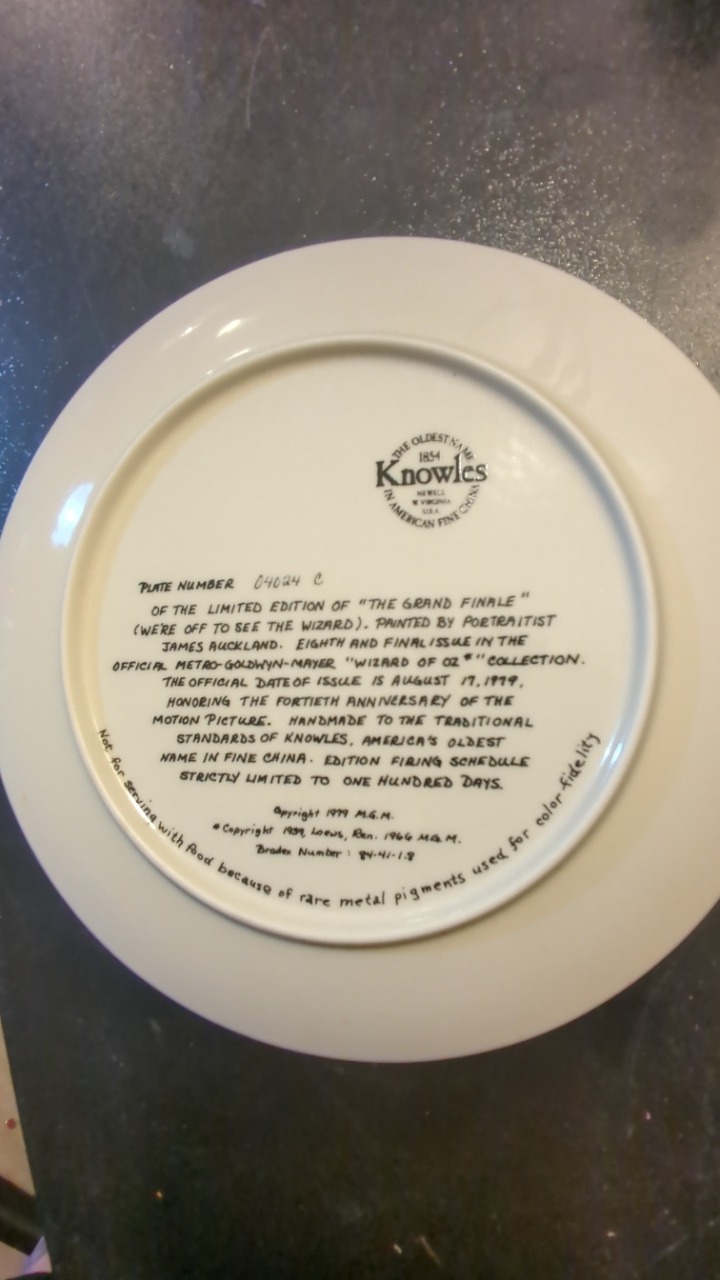 THE OLDEST NAME
1854
Knowles
NEWELL
W VIRGINIA
U.S.A.
IN AMERICAN FINE CHINA
PLATE NUMBER 04024 C
OF THE LIMITED EDITION OF "THE GRAND FINALE"
(WE'RE OFF TO SEE THE WIZARD). PAINTED BY PORTRAITIST
JAMES AUCKLAND. EIGHTH AND FINAL ISSUE IN THE
OFFICIAL METRO-GOLDWYN-MAYER "WIZARD OF OZ*" COLLECTION.
THE OFFICIAL DATE OF ISSUE IS AUGUST 17, 1979,
HONORING THE FORTIETH ANNIVERSARY OF THE
MOTION PICTURE. HANDMADE TO THE TRADITIONAL
STANDARDS OF KNOWLES, AMERICA'S OLDEST
NAME IN FINE CHINA. EDITION FIRING SCHEDULE
STRICTLY LIMITED TO ONE HUNDRED DAYS.
Copyright 1979 M.G.M.
*Copyright 1939, Loews, Ren. 1966 M.G.M.
Bradex Number: 84-41-1.8
Not for serving with food because of rare metal pigments used for color fidelity